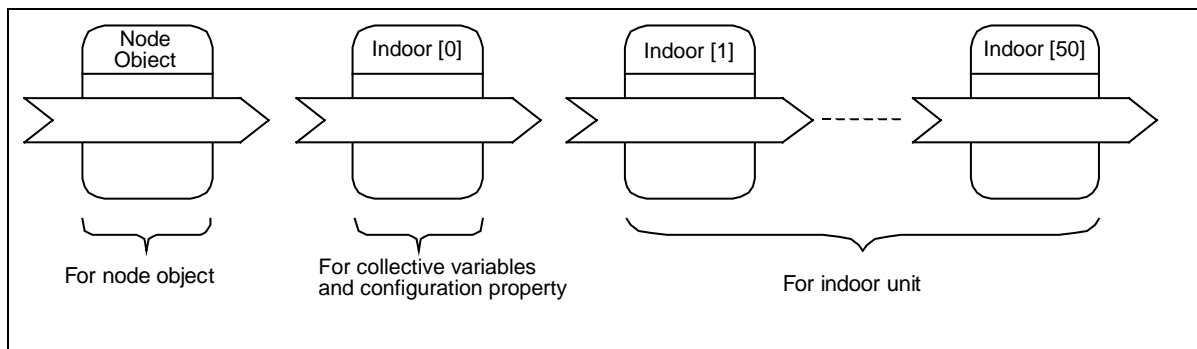 Node
Object
Indoor [0]
Indoor [1]
Indoor [50]
For node object
For collective variables
and configuration property
For indoor unit